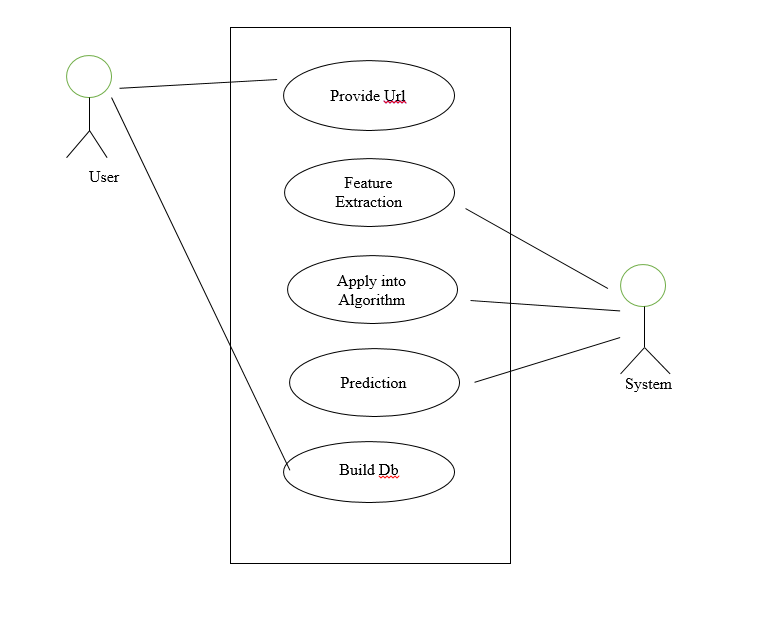 Provide Url
User
Feature
Extraction
Apply into
Algorithm
Prediction
System
Build Db